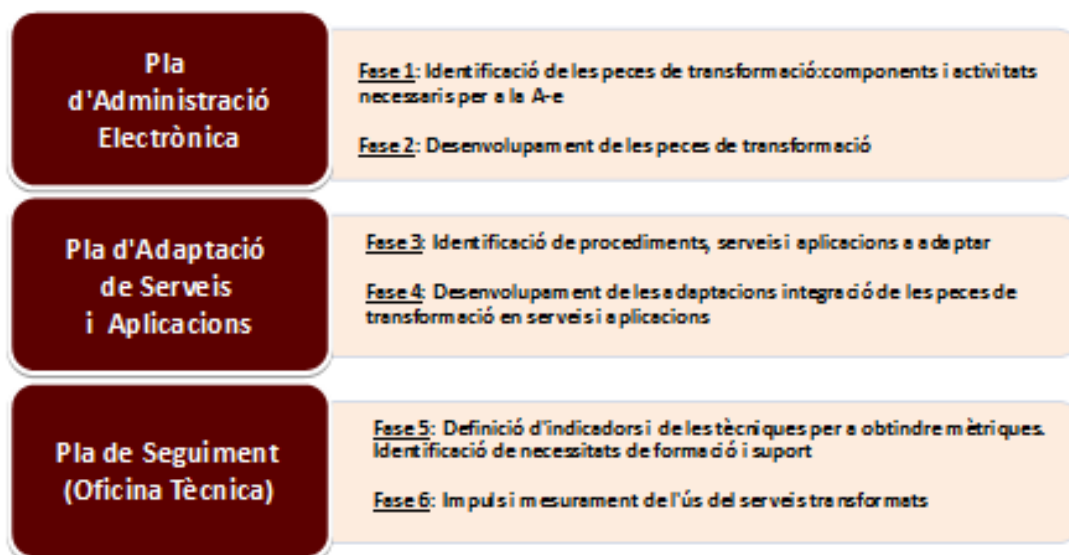 Pla
d'Administració
Electrònica
Fase 1: Identificació de les peces de transformació:components i activitats
necessaris per a la A-e
Fase 2: Desenvolupament de les peces de transformació
Pla d'Adaptació
de Serveis
i Aplicacions
Fase 3: Identificació de procediments, serveis i aplicacions a adaptar
Fase 4: Desenvolupament de les adaptacions integració de les peces de
transformació en serveis i aplicacions
Pla de Seguiment
(Oficina Tècnica)
Fase 5: Definició d'indicadors i de les tècniques per a obtindre mètriques.
Identificació de necessitats de formació i suport
Fase 6: Impuls i mesurament de l'ús del serveis transformats